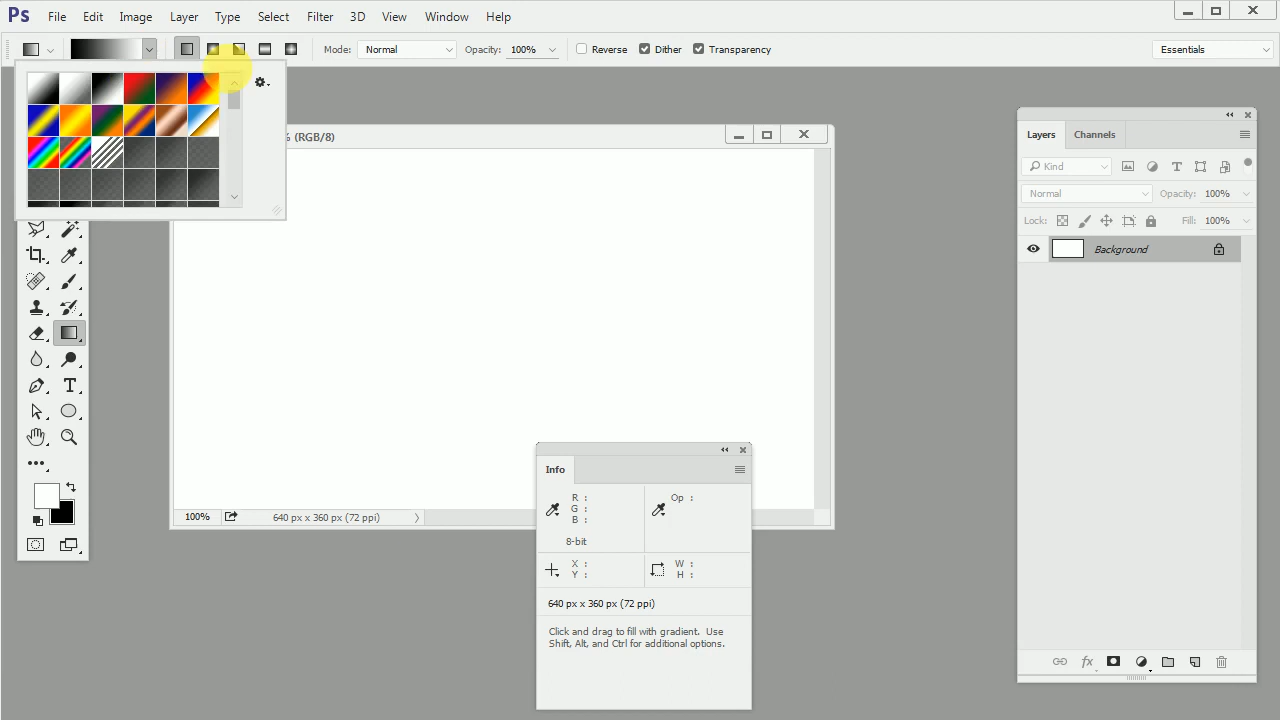 Ps File Edit Image Layer Type Select Filter 3D View Window Help
Mode: Normal Opacity: 100% Reverse Dither Transparency Essentials
% (RGB/8)
Layers Channels
Kind
Normal Opacity: 100%
Lock: Fill: 100%
Background
100% 640 px x 360 px (72 ppi)
Info
R :
G :
B :
Op :
8-bit
X :
Y :
W :
H :
640 px x 360 px (72 ppi)
Click and drag to fill with gradient. Use
Shift, Alt, and Ctrl for additional options.